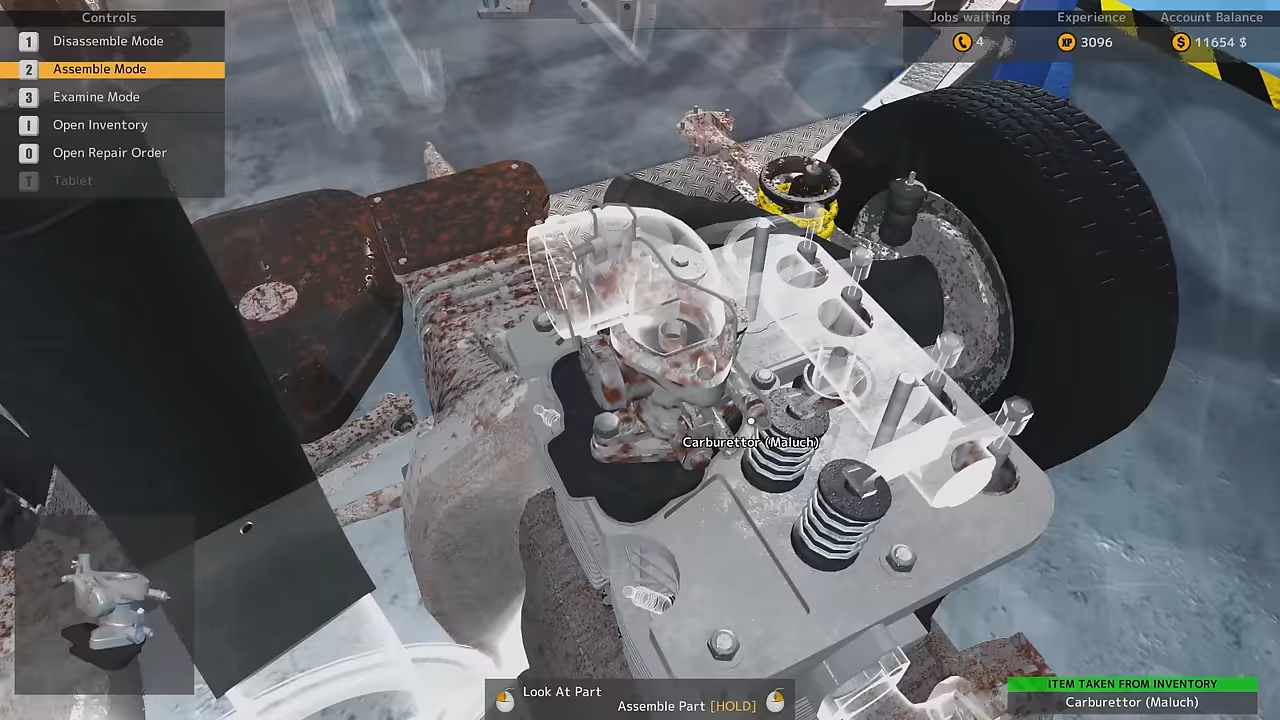 Controls
1 Disassemble Mode
2 Assemble Mode
3 Examine Mode
I Open Inventory
O Open Repair Order
T Tablet
Jobs waiting Experience Account Balance
4 XP 3096 $ 11654 $
Carburettor (Maluch)
Look At Part
Assemble Part [HOLD]
ITEM TAKEN FROM INVENTORY
Carburettor (Maluch)